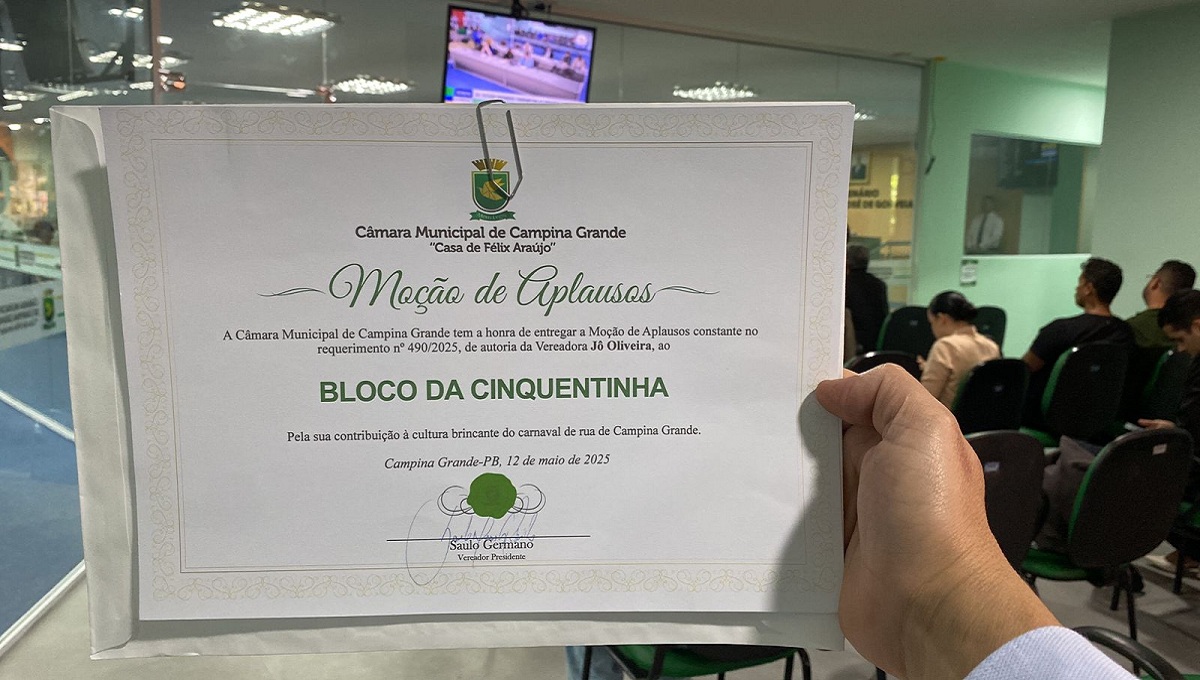 Câmara Municipal de Campina Grande
"Casa de Félix Araújo"
Moção de Aplausos
A Câmara Municipal de Campina Grande tem a honra de entregar a Moção de Aplausos constante no
requerimento nº 490/2025, de autoria da Vereadora Jô Oliveira, ao
BLOCO DA CINQUENTINHA
Pela sua contribuição à cultura brincante do carnaval de rua de Campina Grande.
Campina Grande-PB, 12 de maio de 2025
Saulo Germano
Vereador Presidente